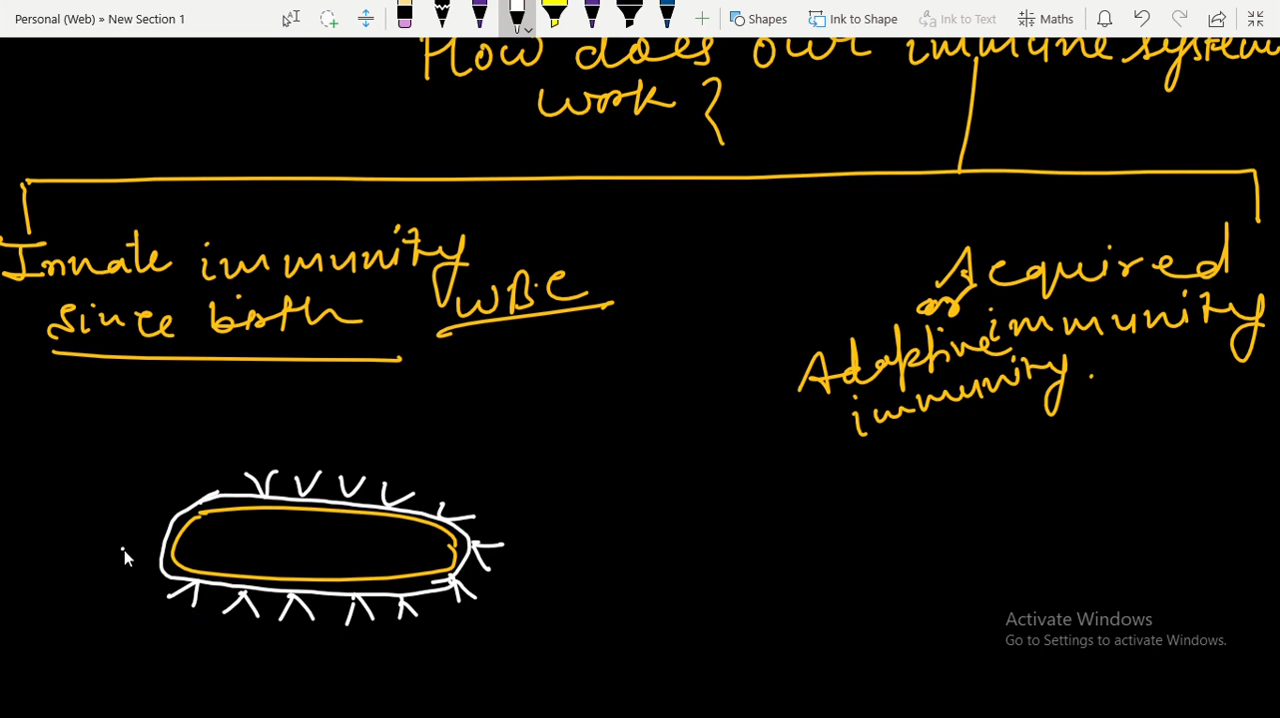 Personal (Web) » New Section 1
Shapes
Ink to Shape
Ink to Text
Maths
How does our immune system
work ?
Innate immunity
since birth
WBC
Acquired
or
immunity
Adaptive
immunity.
Activate Windows
Go to Settings to activate Windows.